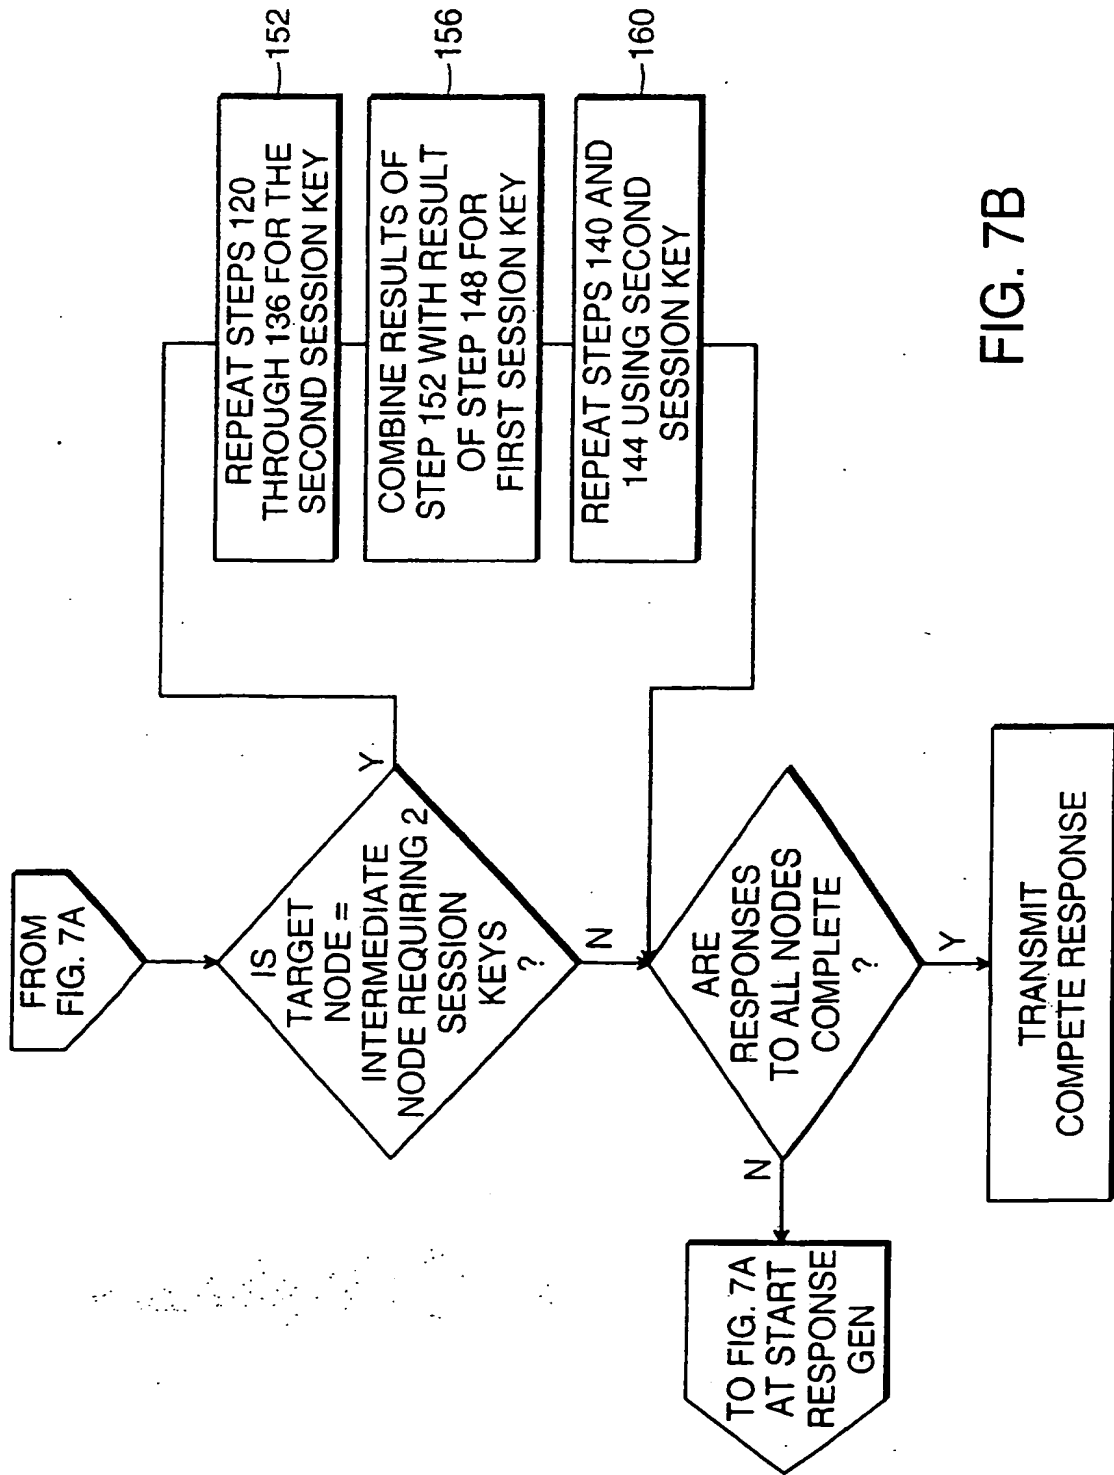 FROM
FIG. 7A
IS
TARGET
NODE =
INTERMEDIATE
NODE REQUIRING 2
SESSION
KEYS
?
Y
N
REPEAT STEPS 120
THROUGH 136 FOR THE
SECOND SESSION KEY
152
COMBINE RESULTS OF
STEP 152 WITH RESULT
OF STEP 148 FOR
FIRST SESSION KEY
156
REPEAT STEPS 140 AND
144 USING SECOND
SESSION KEY
160
ARE
RESPONSES
TO ALL NODES
COMPLETE
?
N
Y
TO FIG. 7A
AT START
RESPONSE
GEN
TRANSMIT
COMPETE RESPONSE
FIG. 7B